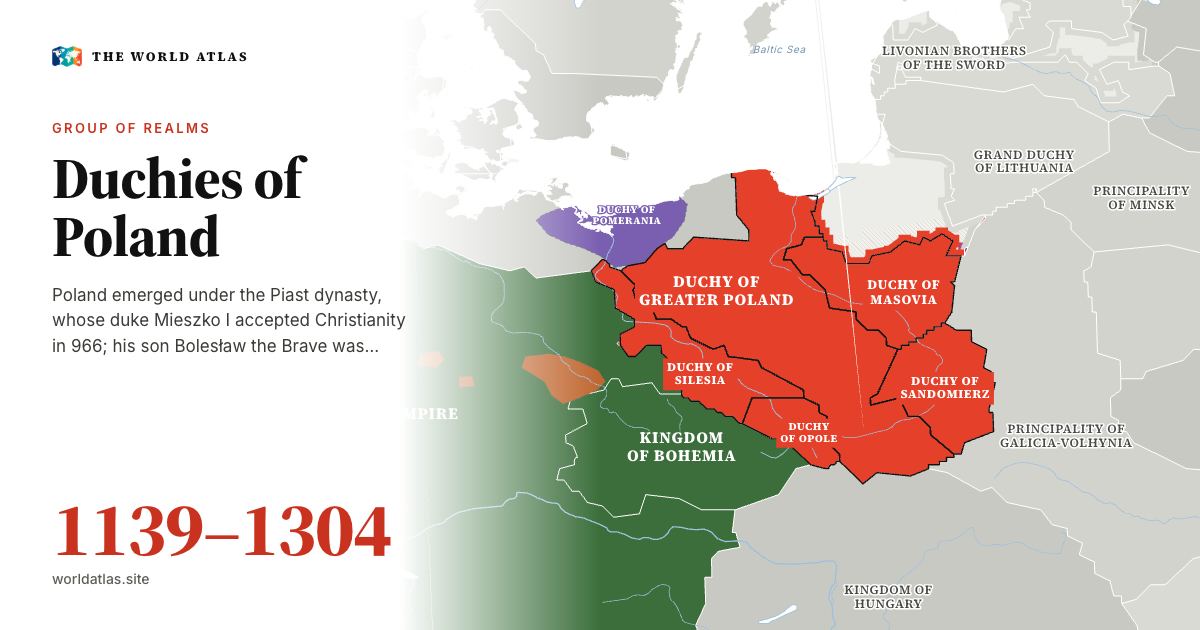 THE WORLD ATLAS
GROUP OF REALMS
Duchies of
Poland
Poland emerged under the Piast dynasty,
whose duke Mieszko I accepted Christianity
in 966; his son Bolesław the Brave was...
1139–1304
worldatlas.site
Baltic Sea
LIVONIAN BROTHERS
OF THE SWORD
GRAND DUCHY
OF LITHUANIA
PRINCIPALITY
OF MINSK
DUCHY OF
POMERANIA
DUCHY OF
GREATER POLAND
DUCHY OF
MASOVIA
DUCHY OF
SILESIA
DUCHY OF
SANDOMIERZ
MPIRE
DUCHY
OF OPOLE
PRINCIPALITY OF
GALICIA-VOLHYNIA
KINGDOM
OF BOHEMIA
KINGDOM OF
HUNGARY